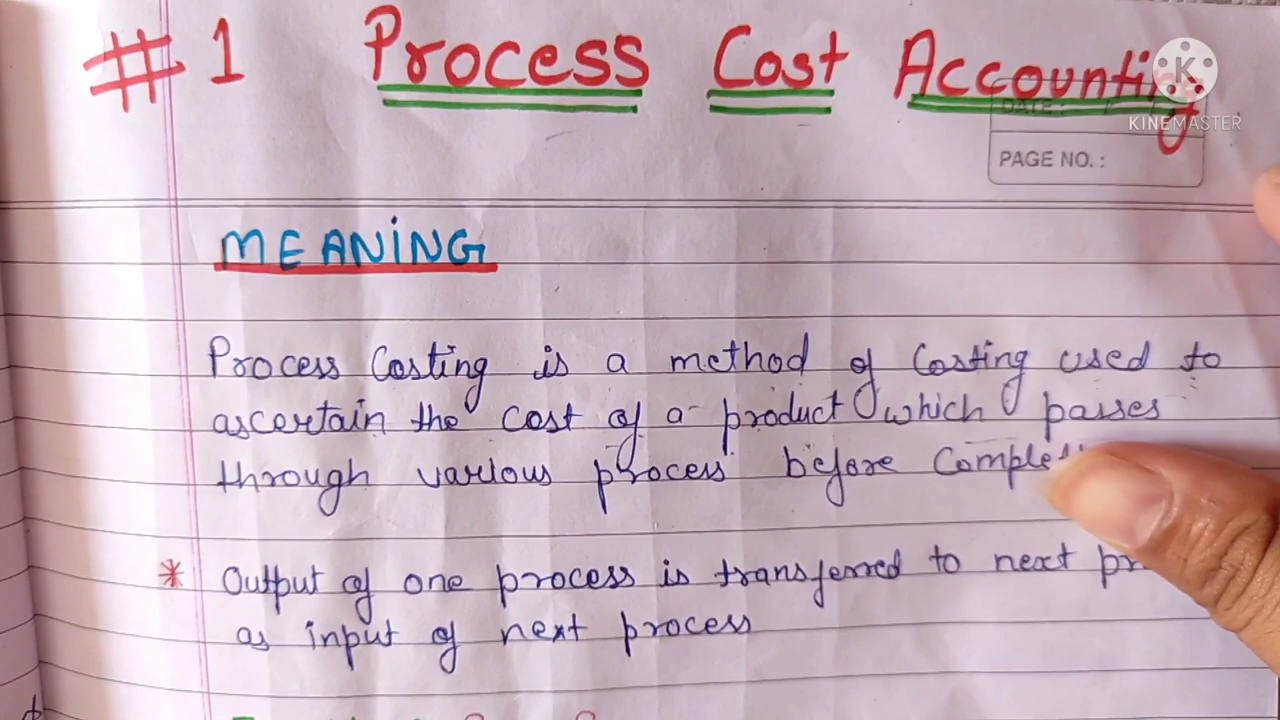 #1 Process Cost Accounting
KINEMASTER
DATE :
PAGE NO. :
MEANING
Process Costing is a method of Costing used to
ascertain the cost of a product which passes
through various process before
* Output of one process is transferred to next
as input of next process